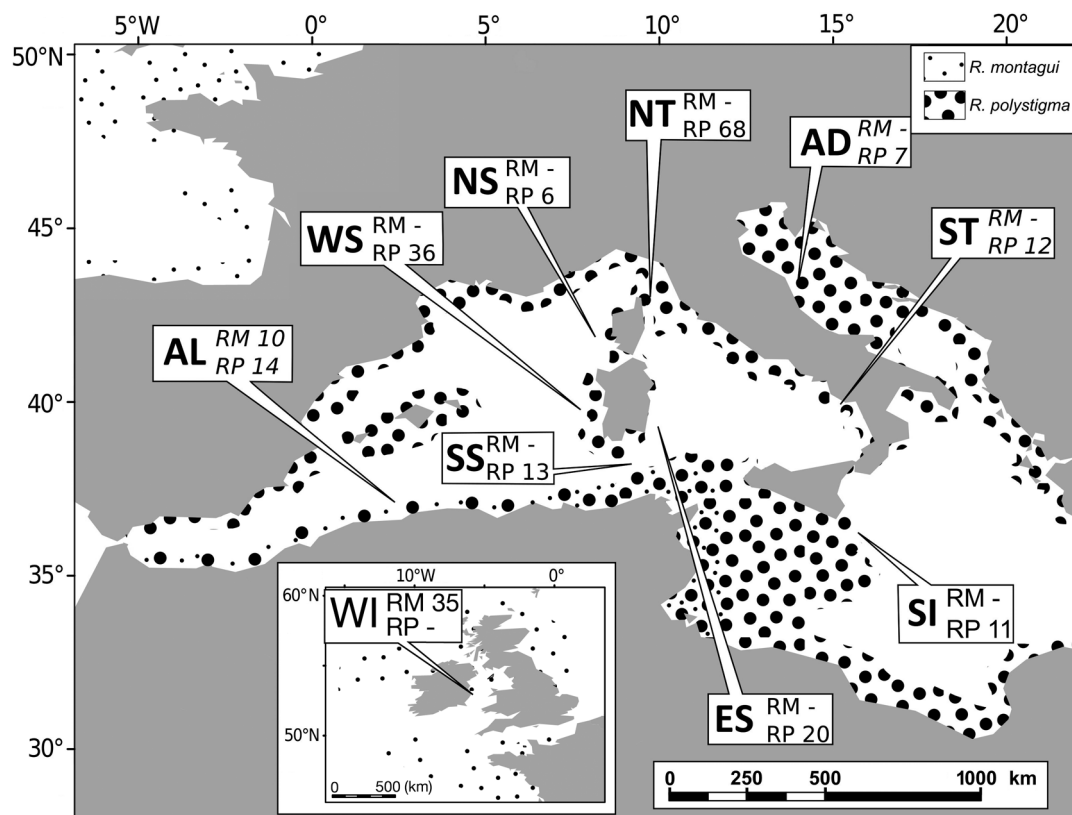 5°W 0° 5° 10° 15° 20°
50°N
45°
40°
35°
30°
R. montagui
R. polystigma
NT RM -
RP 68
AD RM -
RP 7
NS RM -
RP 6
WS RM -
RP 36
ST RM -
RP 12
AL RM 10
RP 14
SS RM -
RP 13
SI RM -
RP 11
ES RM -
RP 20
10°W 0°
60°N
50°N
WI RM 35
RP -
0 500 (km)
0 250 500 1000 km